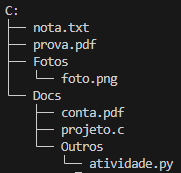 C:
├── nota.txt
├── prova.pdf
├── Fotos
│   └── foto.png
└── Docs
    ├── conta.pdf
    ├── projeto.c
    └── Outros
        └── atividade.py